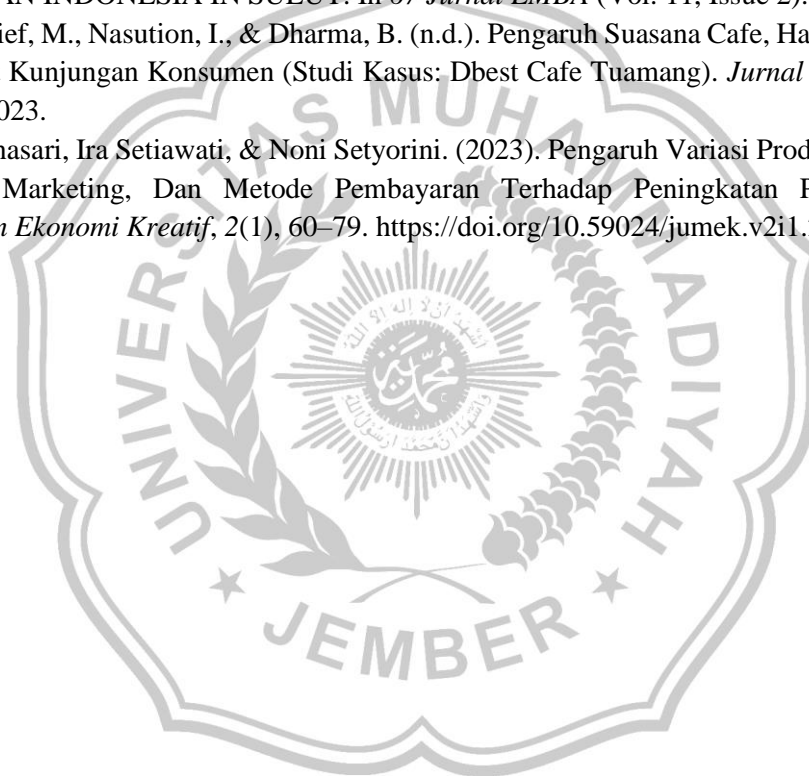 AN INDONESIA IN SULUT. In 67 Jurnal EMBA (Vol. 11, Issue 2).
ief, M., Nasution, I., & Dharma, B. (n.d.). Pengaruh Suasana Cafe, Ha
Kunjungan Konsumen (Studi Kasus: Dbest Cafe Tuamang). Jurnal
023.
nasari, Ira Setiawati, & Noni Setyorini. (2023). Pengaruh Variasi Prod
Marketing, Dan Metode Pembayaran Terhadap Peningkatan
n Ekonomi Kreatif, 2(1), 60–79. https://doi.org/10.59024/jumek.v2i1.
UNIVERSITAS MUHAMMADIYAH
JEMBER